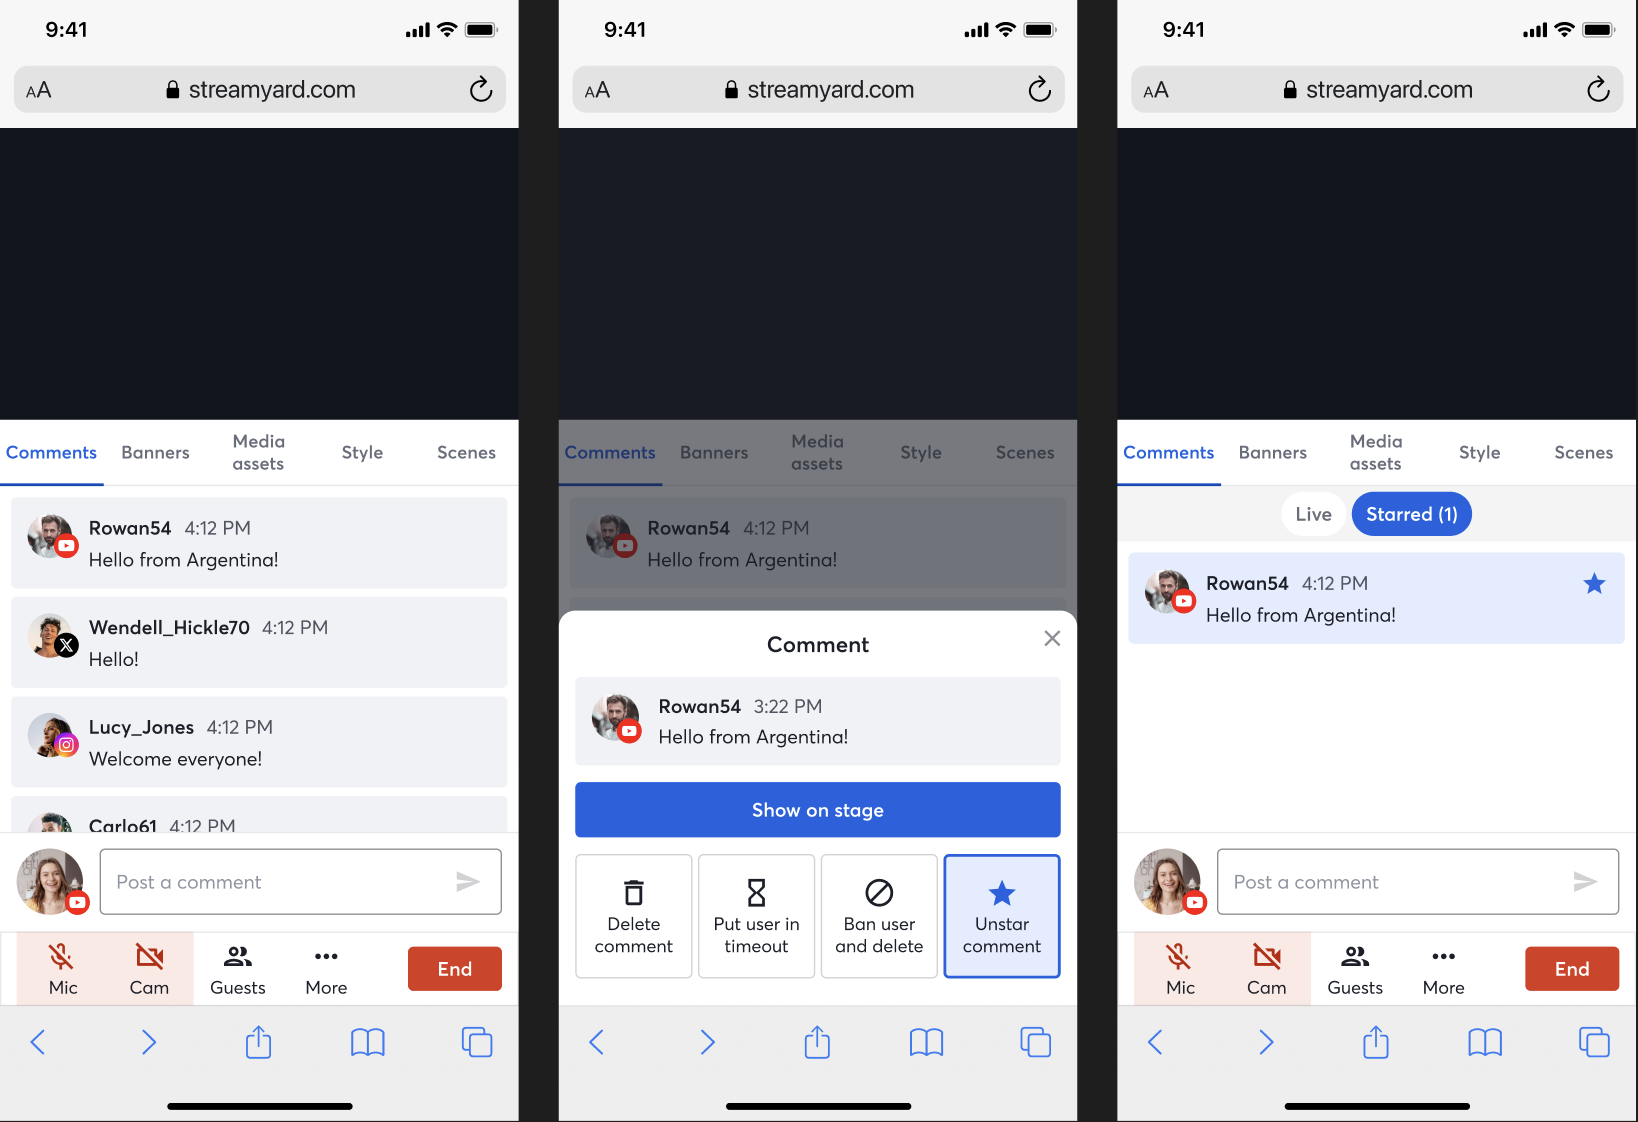 9:41
AA streamyard.com
Comments Banners Media assets Style Scenes
Rowan54 4:12 PM
Hello from Argentina!
Wendell_Hickle70 4:12 PM
Hello!
Lucy_Jones 4:12 PM
Welcome everyone!
Carlo61 4:12 PM
Post a comment
Mic Cam Guests More End
9:41
AA streamyard.com
Comments Banners Media assets Style Scenes
Rowan54 4:12 PM
Hello from Argentina!
Comment
Rowan54 3:22 PM
Hello from Argentina!
Show on stage
Delete comment
Put user in timeout
Ban user and delete
Unstar comment
9:41
AA streamyard.com
Comments Banners Media assets Style Scenes
Live Starred (1)
Rowan54 4:12 PM
Hello from Argentina!
Post a comment
Mic Cam Guests More End